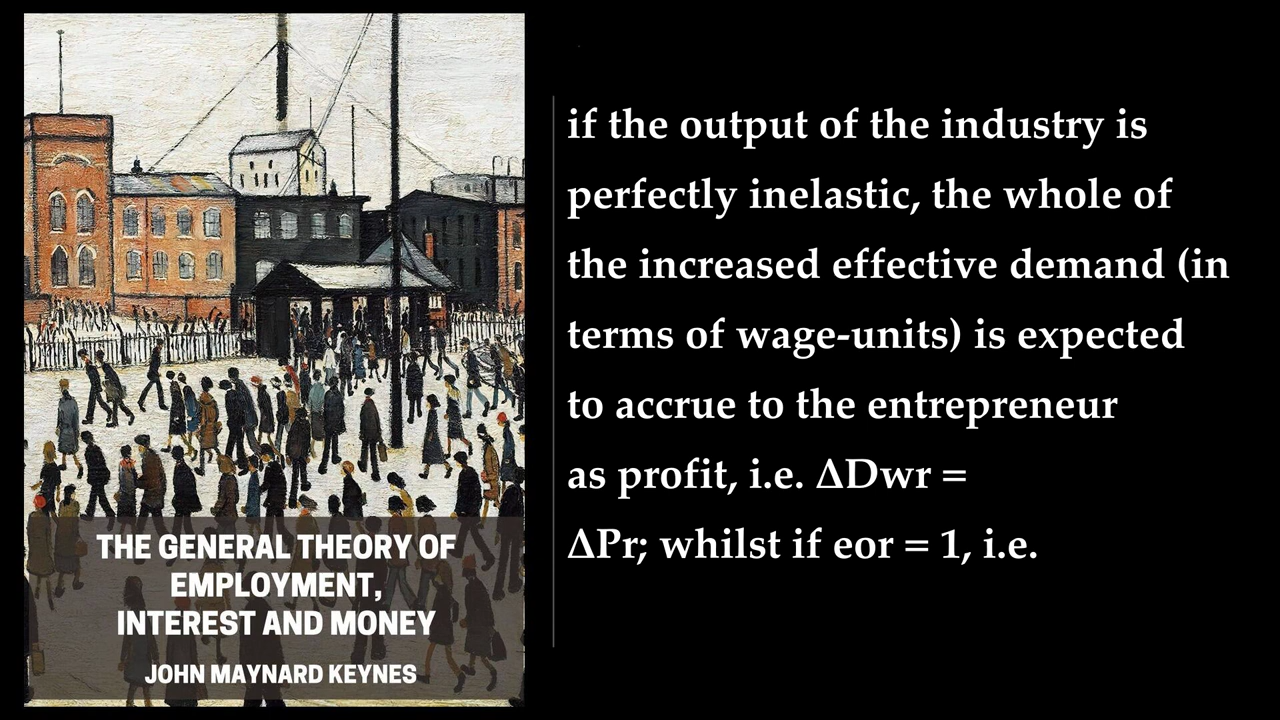 if the output of the industry is
perfectly inelastic, the whole of
the increased effective demand (in
terms of wage-units) is expected
to accrue to the entrepreneur
as profit, i.e. ΔDwr =
ΔPr; whilst if eor = 1, i.e.
THE GENERAL THEORY OF
EMPLOYMENT,
INTEREST AND MONEY
JOHN MAYNARD KEYNES